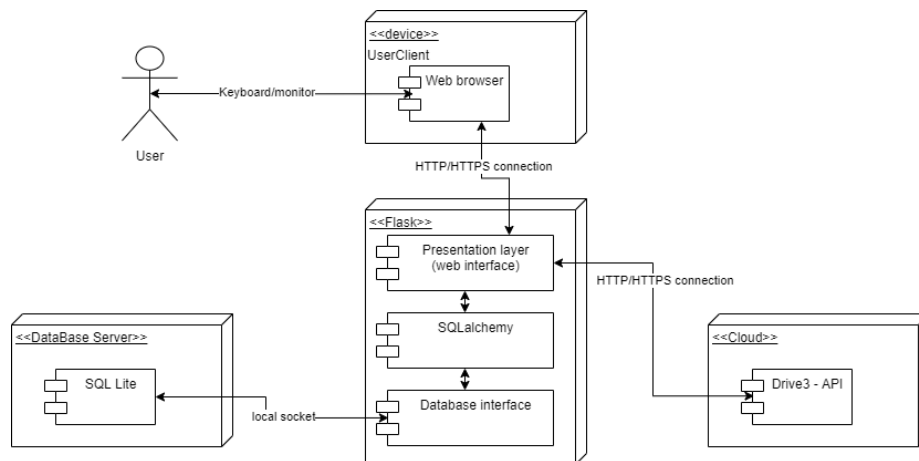 <<device>>
UserClient
Web browser
Keyboard/monitor
User
HTTP/HTTPS connection
<<Flask>>
Presentation layer
(web interface)
HTTP/HTTPS connection
SQLalchemy
<<DataBase Server>>
<<Cloud>>
SQL Lite
Drive3 - API
Database interface
local socket